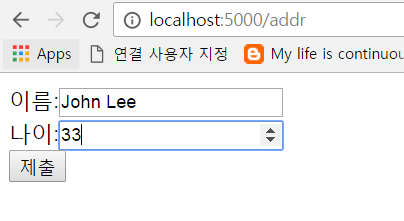 localhost:5000/addr
Apps 연결 사용자 지정 My life is continuou
이름:John Lee
나이:33
제출